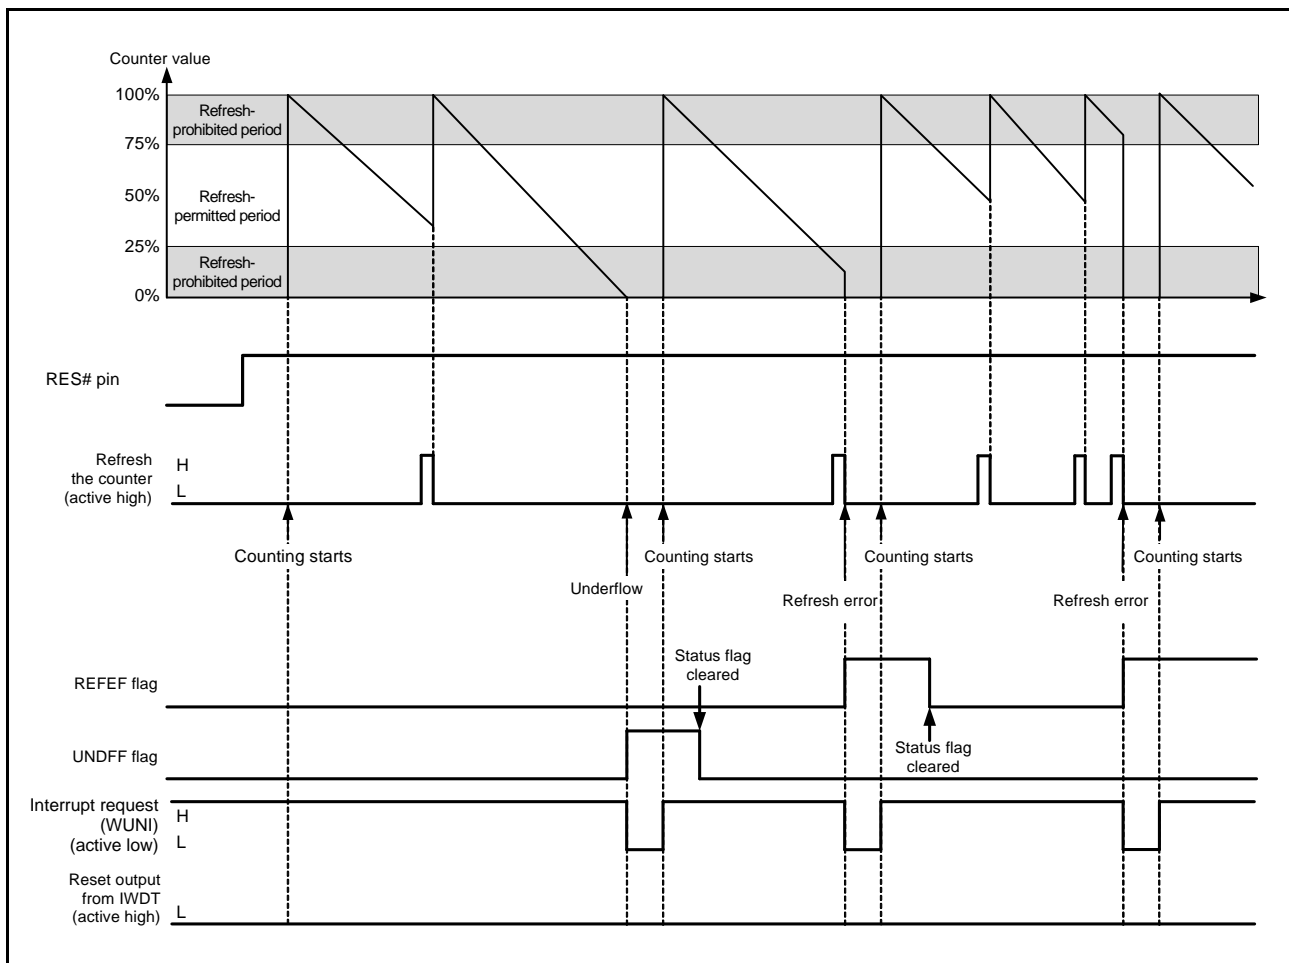 Counter value
100%
Refresh-
prohibited period
75%
50%
Refresh-
permitted period
25%
Refresh-
prohibited period
0%
RES# pin
Refresh
the counter
(active high)
H
L
Counting starts
Counting starts
Counting starts
Counting starts
Underflow
Refresh error
Refresh error
Status flag
cleared
REFEF flag
UNDFF flag
Status flag
cleared
Interrupt request
(WUNI)
(active low)
H
L
Reset output
from IWDT
(active high)
L